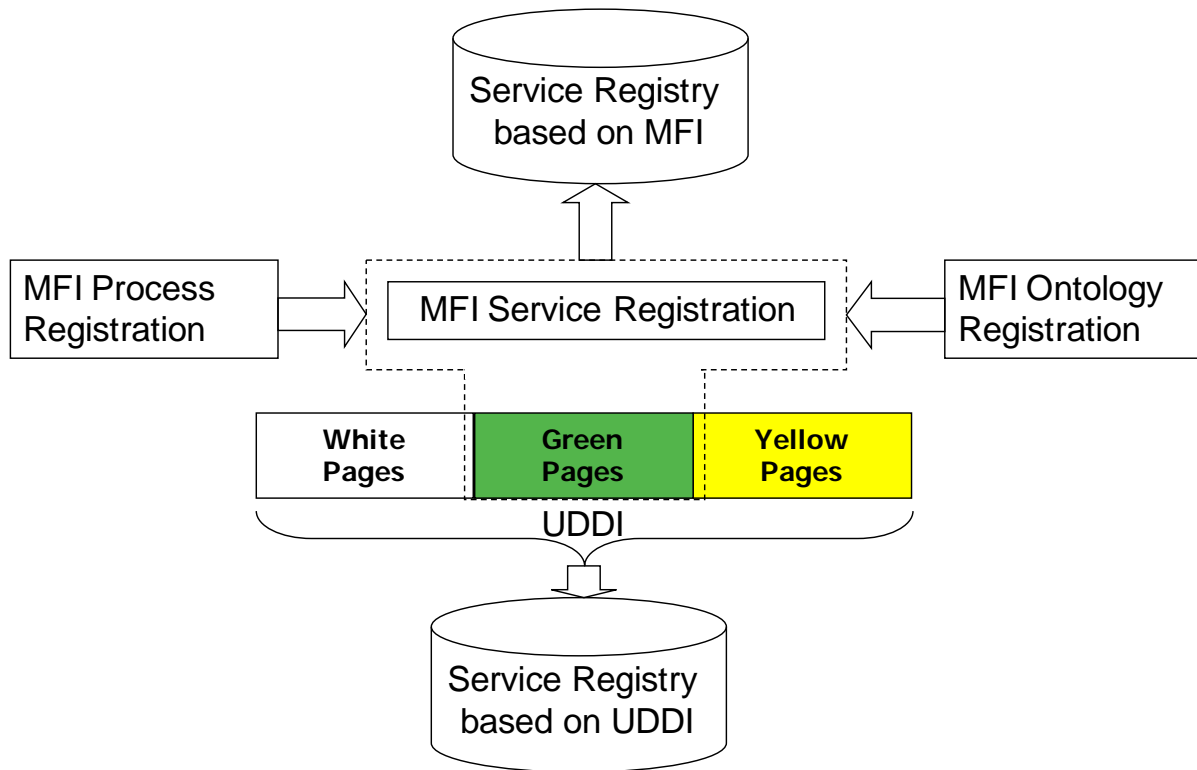 Service Registry
based on MFI
MFI Process
Registration
MFI Service Registration
MFI Ontology
Registration
White
Pages
Green
Pages
Yellow
Pages
UDDI
Service Registry
based on UDDI